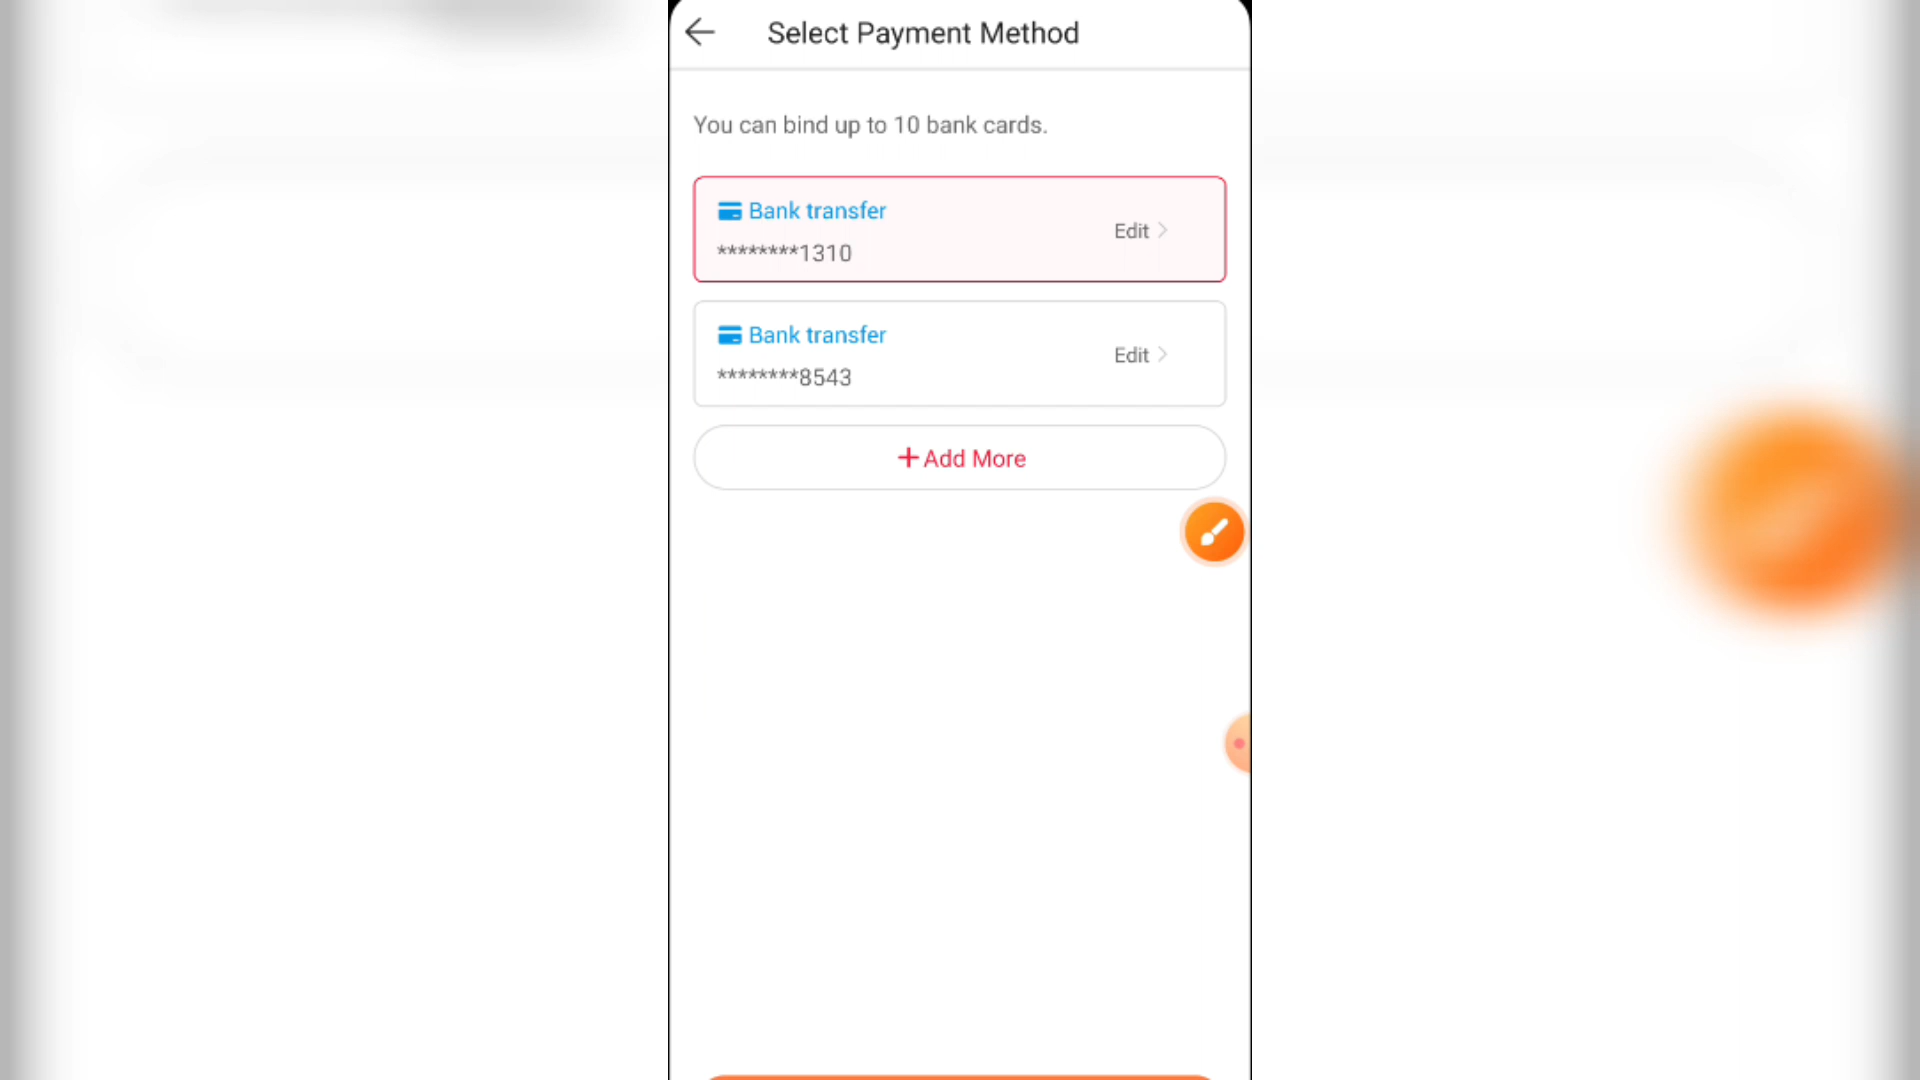 Select Payment Method
You can bind up to 10 bank cards.
Bank transfer
Edit
********1310
Bank transfer
Edit
********8543
+ Add More